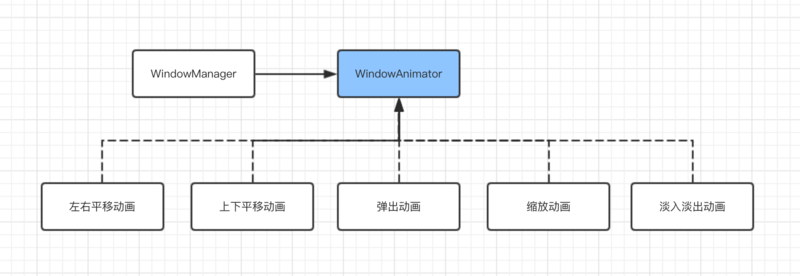 WindowManager
WindowAnimator
左右平移动画
上下平移动画
弹出动画
缩放动画
淡入淡出动画